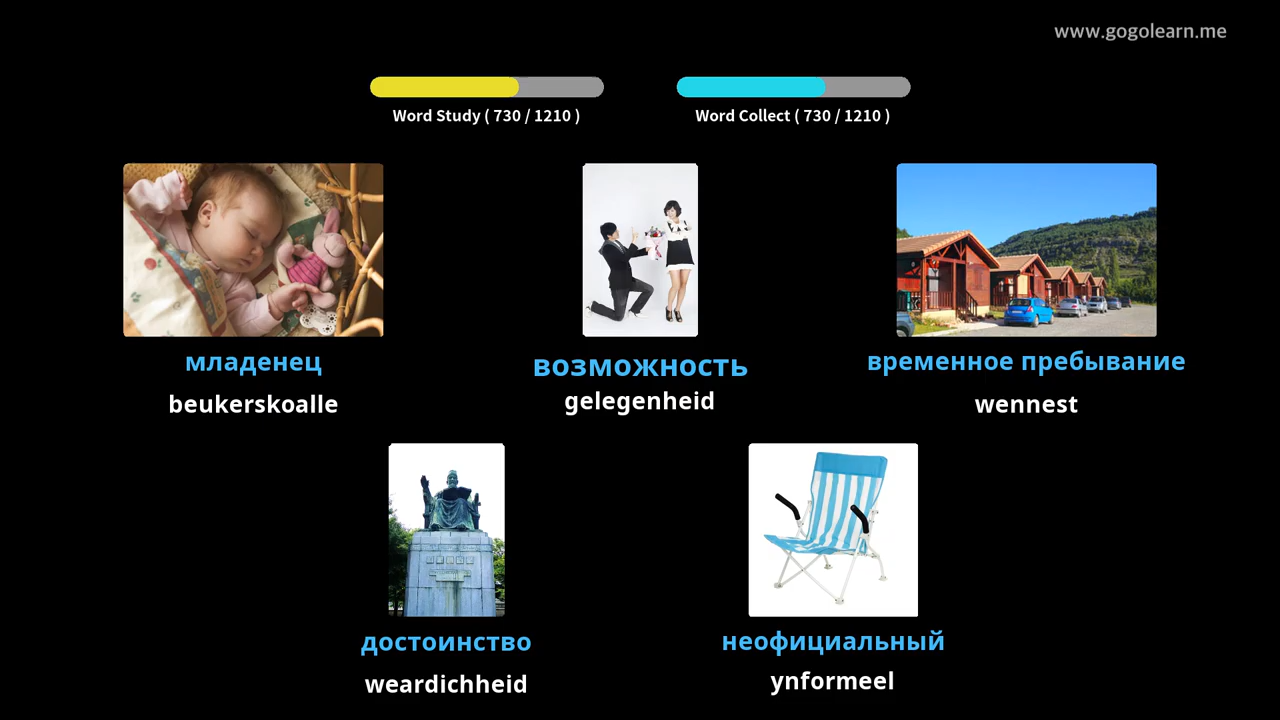 www.gogolearn.me
Word Study ( 730 / 1210 )
Word Collect ( 730 / 1210 )
младенец
beukerskoalle
возможность
gelegenheid
временное пребывание
wennest
достоинство
weardichheid
неофициальный
ynformeel